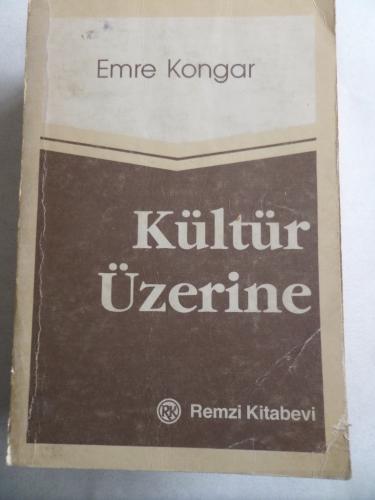 Emre Kongar
Kültür
Üzerine
RK Remzi Kitabevi